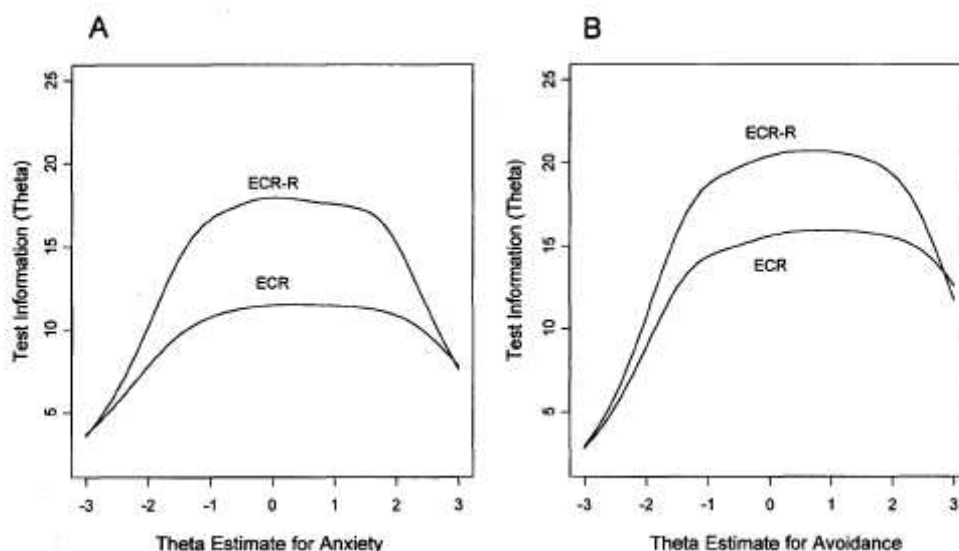 A
B
25
20
15
10
5
Test Information (Theta)
ECR-R
ECR
-3 -2 -1 0 1 2 3
Theta Estimate for Anxiety
25
20
15
10
5
Test Information (Theta)
ECR-R
ECR
-3 -2 -1 0 1 2 3
Theta Estimate for Avoidance